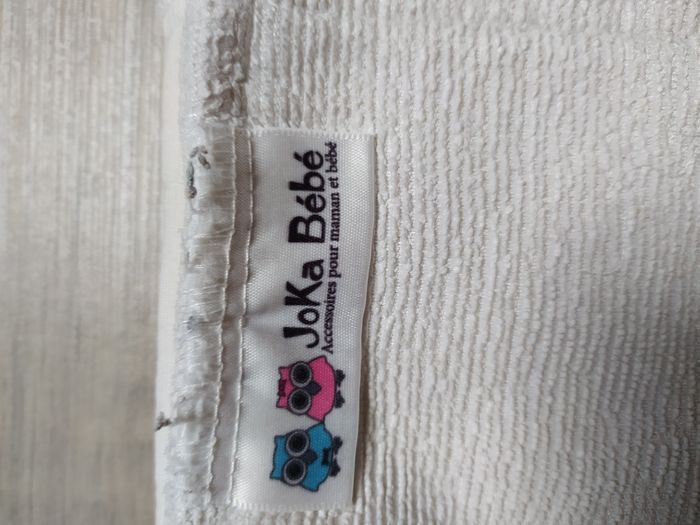 JoKa Bébé
Accessoires pour maman et bébé